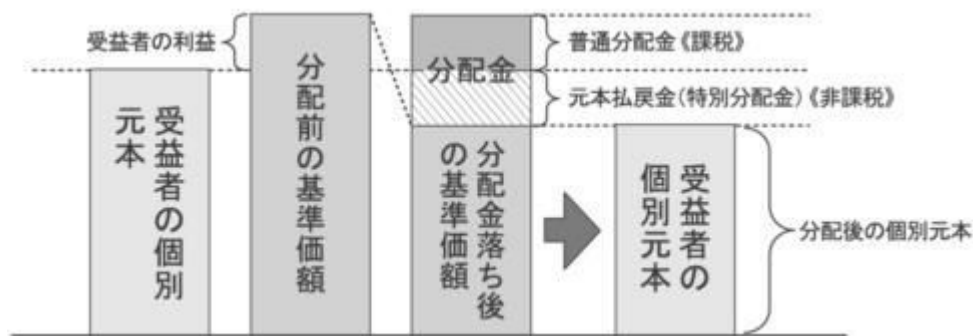 受益者の利益
受益者の個別
元本
分配前の基準価額
分配金
分配金落ち後
の基準価額
普通分配金《課税》
元本払戻金(特別分配金)《非課税》
受益者の
個別元本
分配後の個別元本